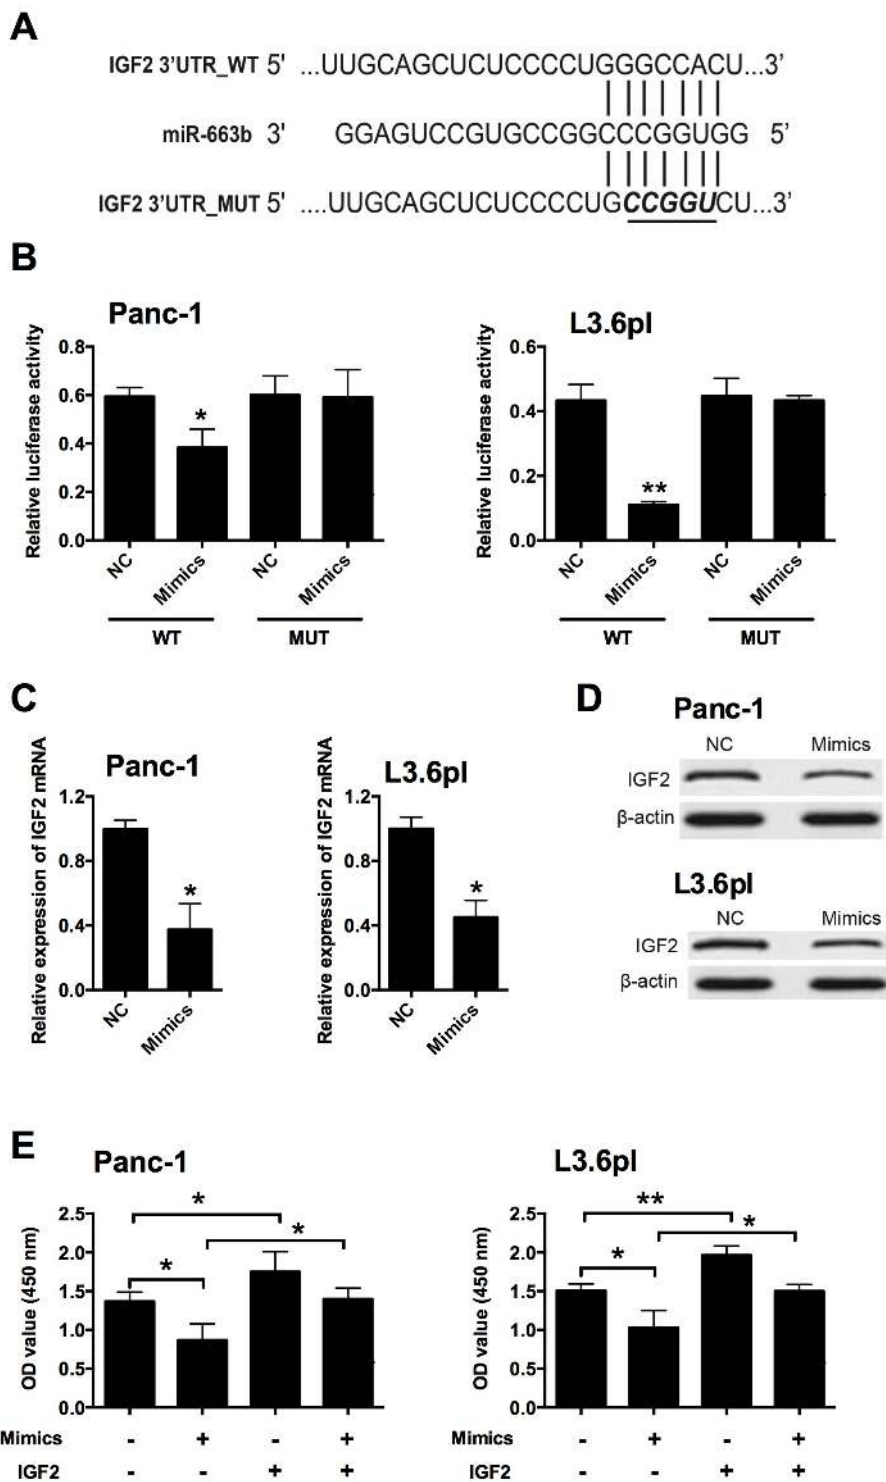 A
IGF2 3'UTR_WT 5' ...UUGCAGCUCUCCCCUGGGCCACU...3'
miR-663b 3' GGAGUCCGUGCCGGCCCGGUGG 5'
IGF2 3'UTR_MUT 5' ....UUGCAGCUCUCCCCUGCCGGUCU...3'
B
Panc-1
L3.6pl
Relative luciferase activity
0.8
0.6
0.4
0.2
0.0
*
NC
Mimics
NC
Mimics
WT
MUT
Relative luciferase activity
0.6
0.4
0.2
0.0
**
NC
Mimics
NC
Mimics
WT
MUT
C
Panc-1
Relative expression of IGF2 mRNA
1.2
0.8
0.4
0.0
*
NC
Mimics
L3.6pl
Relative expression of IGF2 mRNA
1.2
0.8
0.4
0.0
*
NC
Mimics
D
Panc-1
NC Mimics
IGF2
β-actin
L3.6pl
NC Mimics
IGF2
β-actin
E
Panc-1
OD value (450 nm)
2.5
2.0
1.5
1.0
0.5
0.0
*
*
*
Mimics - + - +
IGF2 - - + +
L3.6pl
OD value (450 nm)
2.5
2.0
1.5
1.0
0.5
0.0
**
*
*
Mimics - + - +
IGF2 - - + +